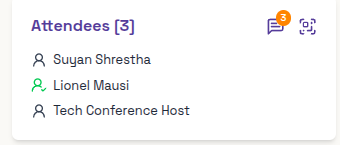 Attendees [3]
3
Suyan Shrestha
Lionel Mausi
Tech Conference Host